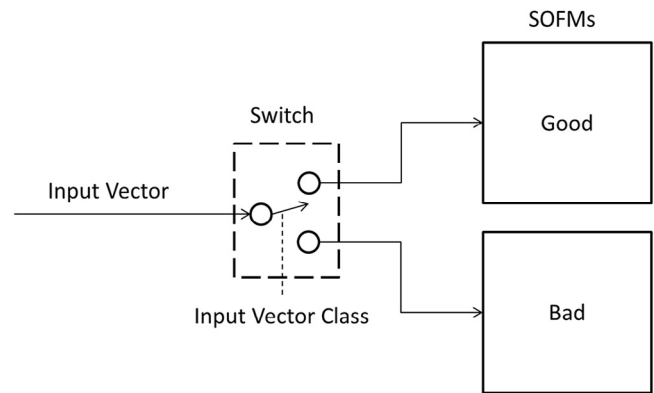 SOFMs
Good
Switch
Input Vector
Input Vector Class
Bad